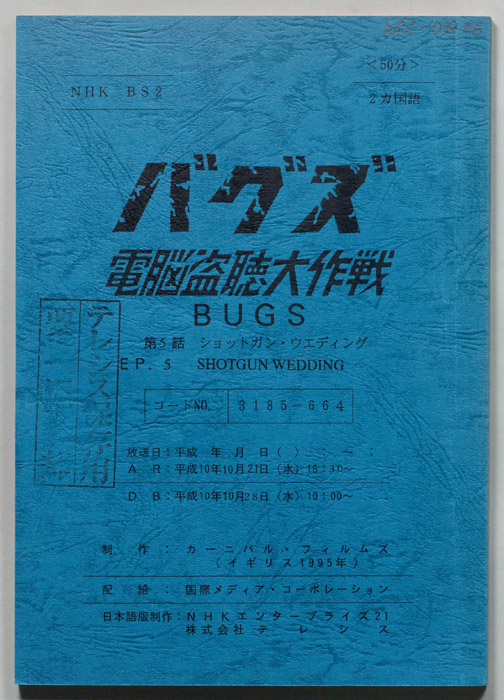 <50分>
NHK BS2
2カ国語
バグズ
電脳盗聴大作戦
BUGS
第5話 ショットガン・ウエディング
EP. 5 SHOTGUN WEDDING
コードNO. 3185-664
放送日：平成 年 月 日（ ） ： ～ ：
A R：平成10年10月21日（水）16：30～
D B：平成10年10月28日（水）10：00～
制 作：カーニバル・フィルムズ
（イギリス1995年）
配 給：国際メディア・コーポレーション
日本語版制作：NHKエンタープライズ21
株式会社テレシス